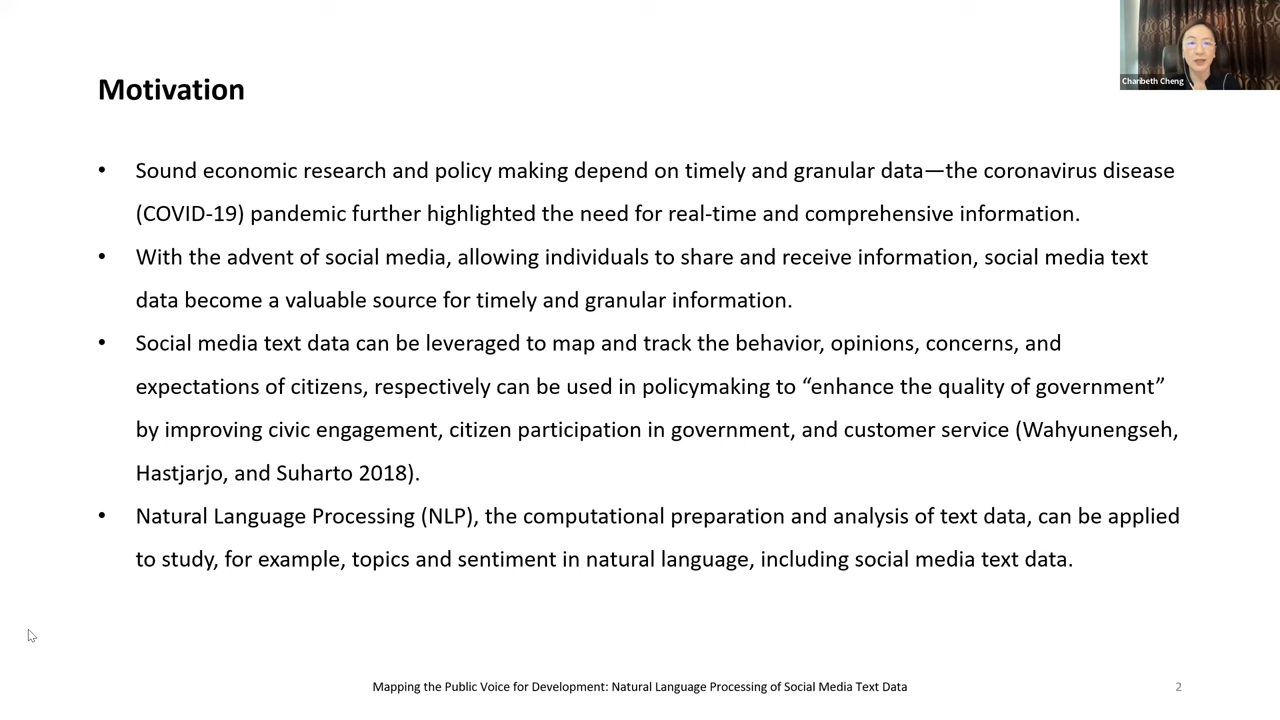 Charibeth Cheng
Motivation
• Sound economic research and policy making depend on timely and granular data—the coronavirus disease
(COVID-19) pandemic further highlighted the need for real-time and comprehensive information.
• With the advent of social media, allowing individuals to share and receive information, social media text
data become a valuable source for timely and granular information.
• Social media text data can be leveraged to map and track the behavior, opinions, concerns, and
expectations of citizens, respectively can be used in policymaking to “enhance the quality of government”
by improving civic engagement, citizen participation in government, and customer service (Wahyunengseh,
Hastjarjo, and Suharto 2018).
• Natural Language Processing (NLP), the computational preparation and analysis of text data, can be applied
to study, for example, topics and sentiment in natural language, including social media text data.
Mapping the Public Voice for Development: Natural Language Processing of Social Media Text Data
2